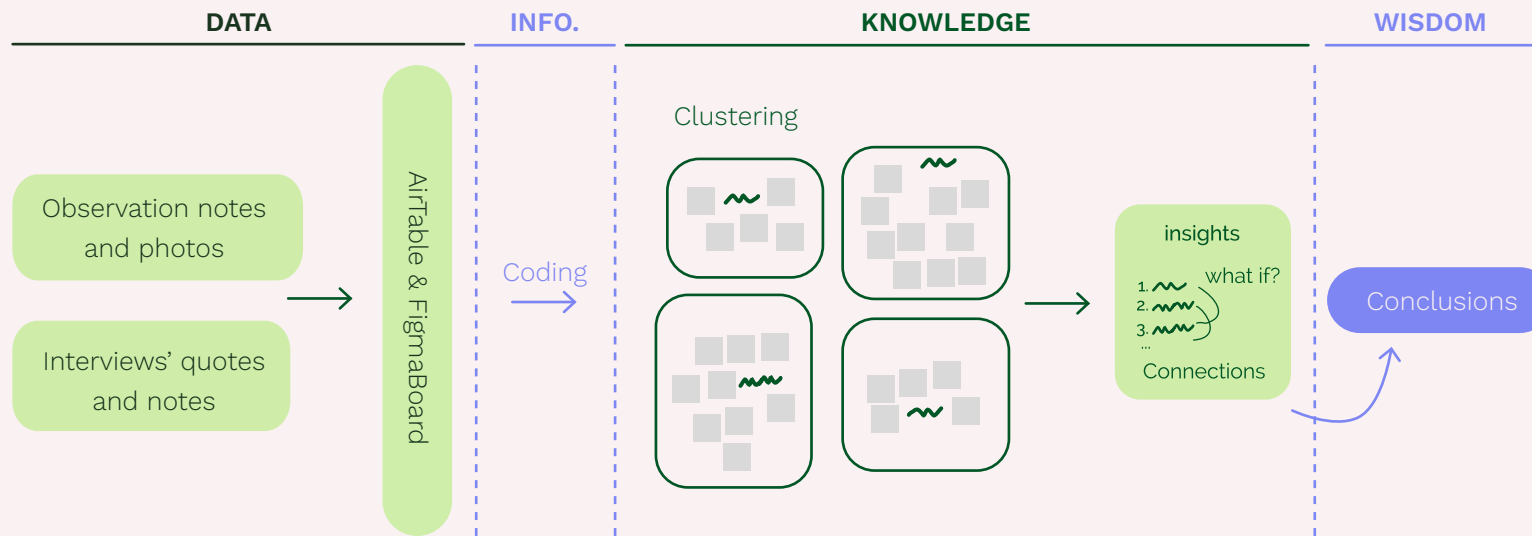 DATA
INFO.
KNOWLEDGE
WISDOM
Observation notes
and photos
Interviews’ quotes
and notes
AirTable & FigmaBoard
Coding
Clustering
insights
what if?
1.
2.
3.
...
Connections
Conclusions